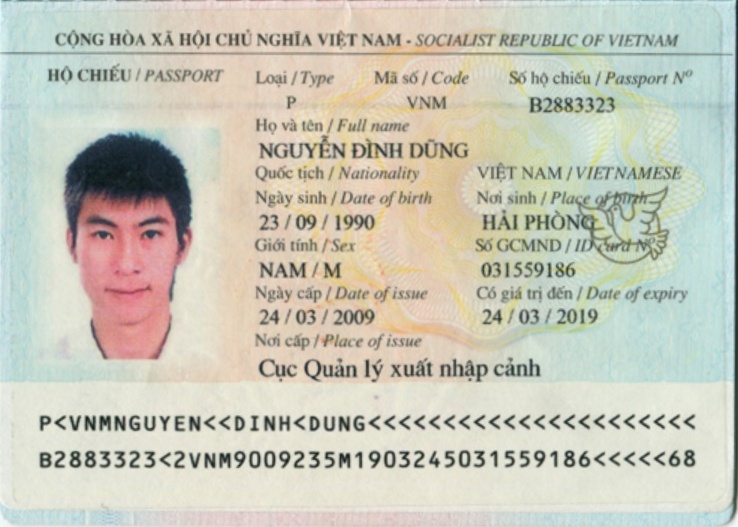 CỘNG HÒA XÃ HỘI CHỦ NGHĨA VIỆT NAM - SOCIALIST REPUBLIC OF VIETNAM
HỘ CHIẾU / PASSPORT Loại / Type Mã số / Code Số hộ chiếu / Passport Nº
P VNM B2883323
Họ và tên / Full name
NGUYỄN ĐÌNH DŨNG
Quốc tịch / Nationality VIỆT NAM / VIETNAMESE
Ngày sinh / Date of birth Nơi sinh / Place of birth
23 / 09 / 1990 HẢI PHÒNG
Giới tính / Sex Số GCMND / ID card Nº
NAM / M 031559186
Ngày cấp / Date of issue Có giá trị đến / Date of expiry
24 / 03 / 2009 24 / 03 / 2019
Nơi cấp / Place of issue
Cục Quản lý xuất nhập cảnh
P<VNMNGUYEN<<DINH<DUNG<<<<<<<<<<<<<<<<<<<<<<
B2883323<2VNM9009235M1903245031559186<<<<<68